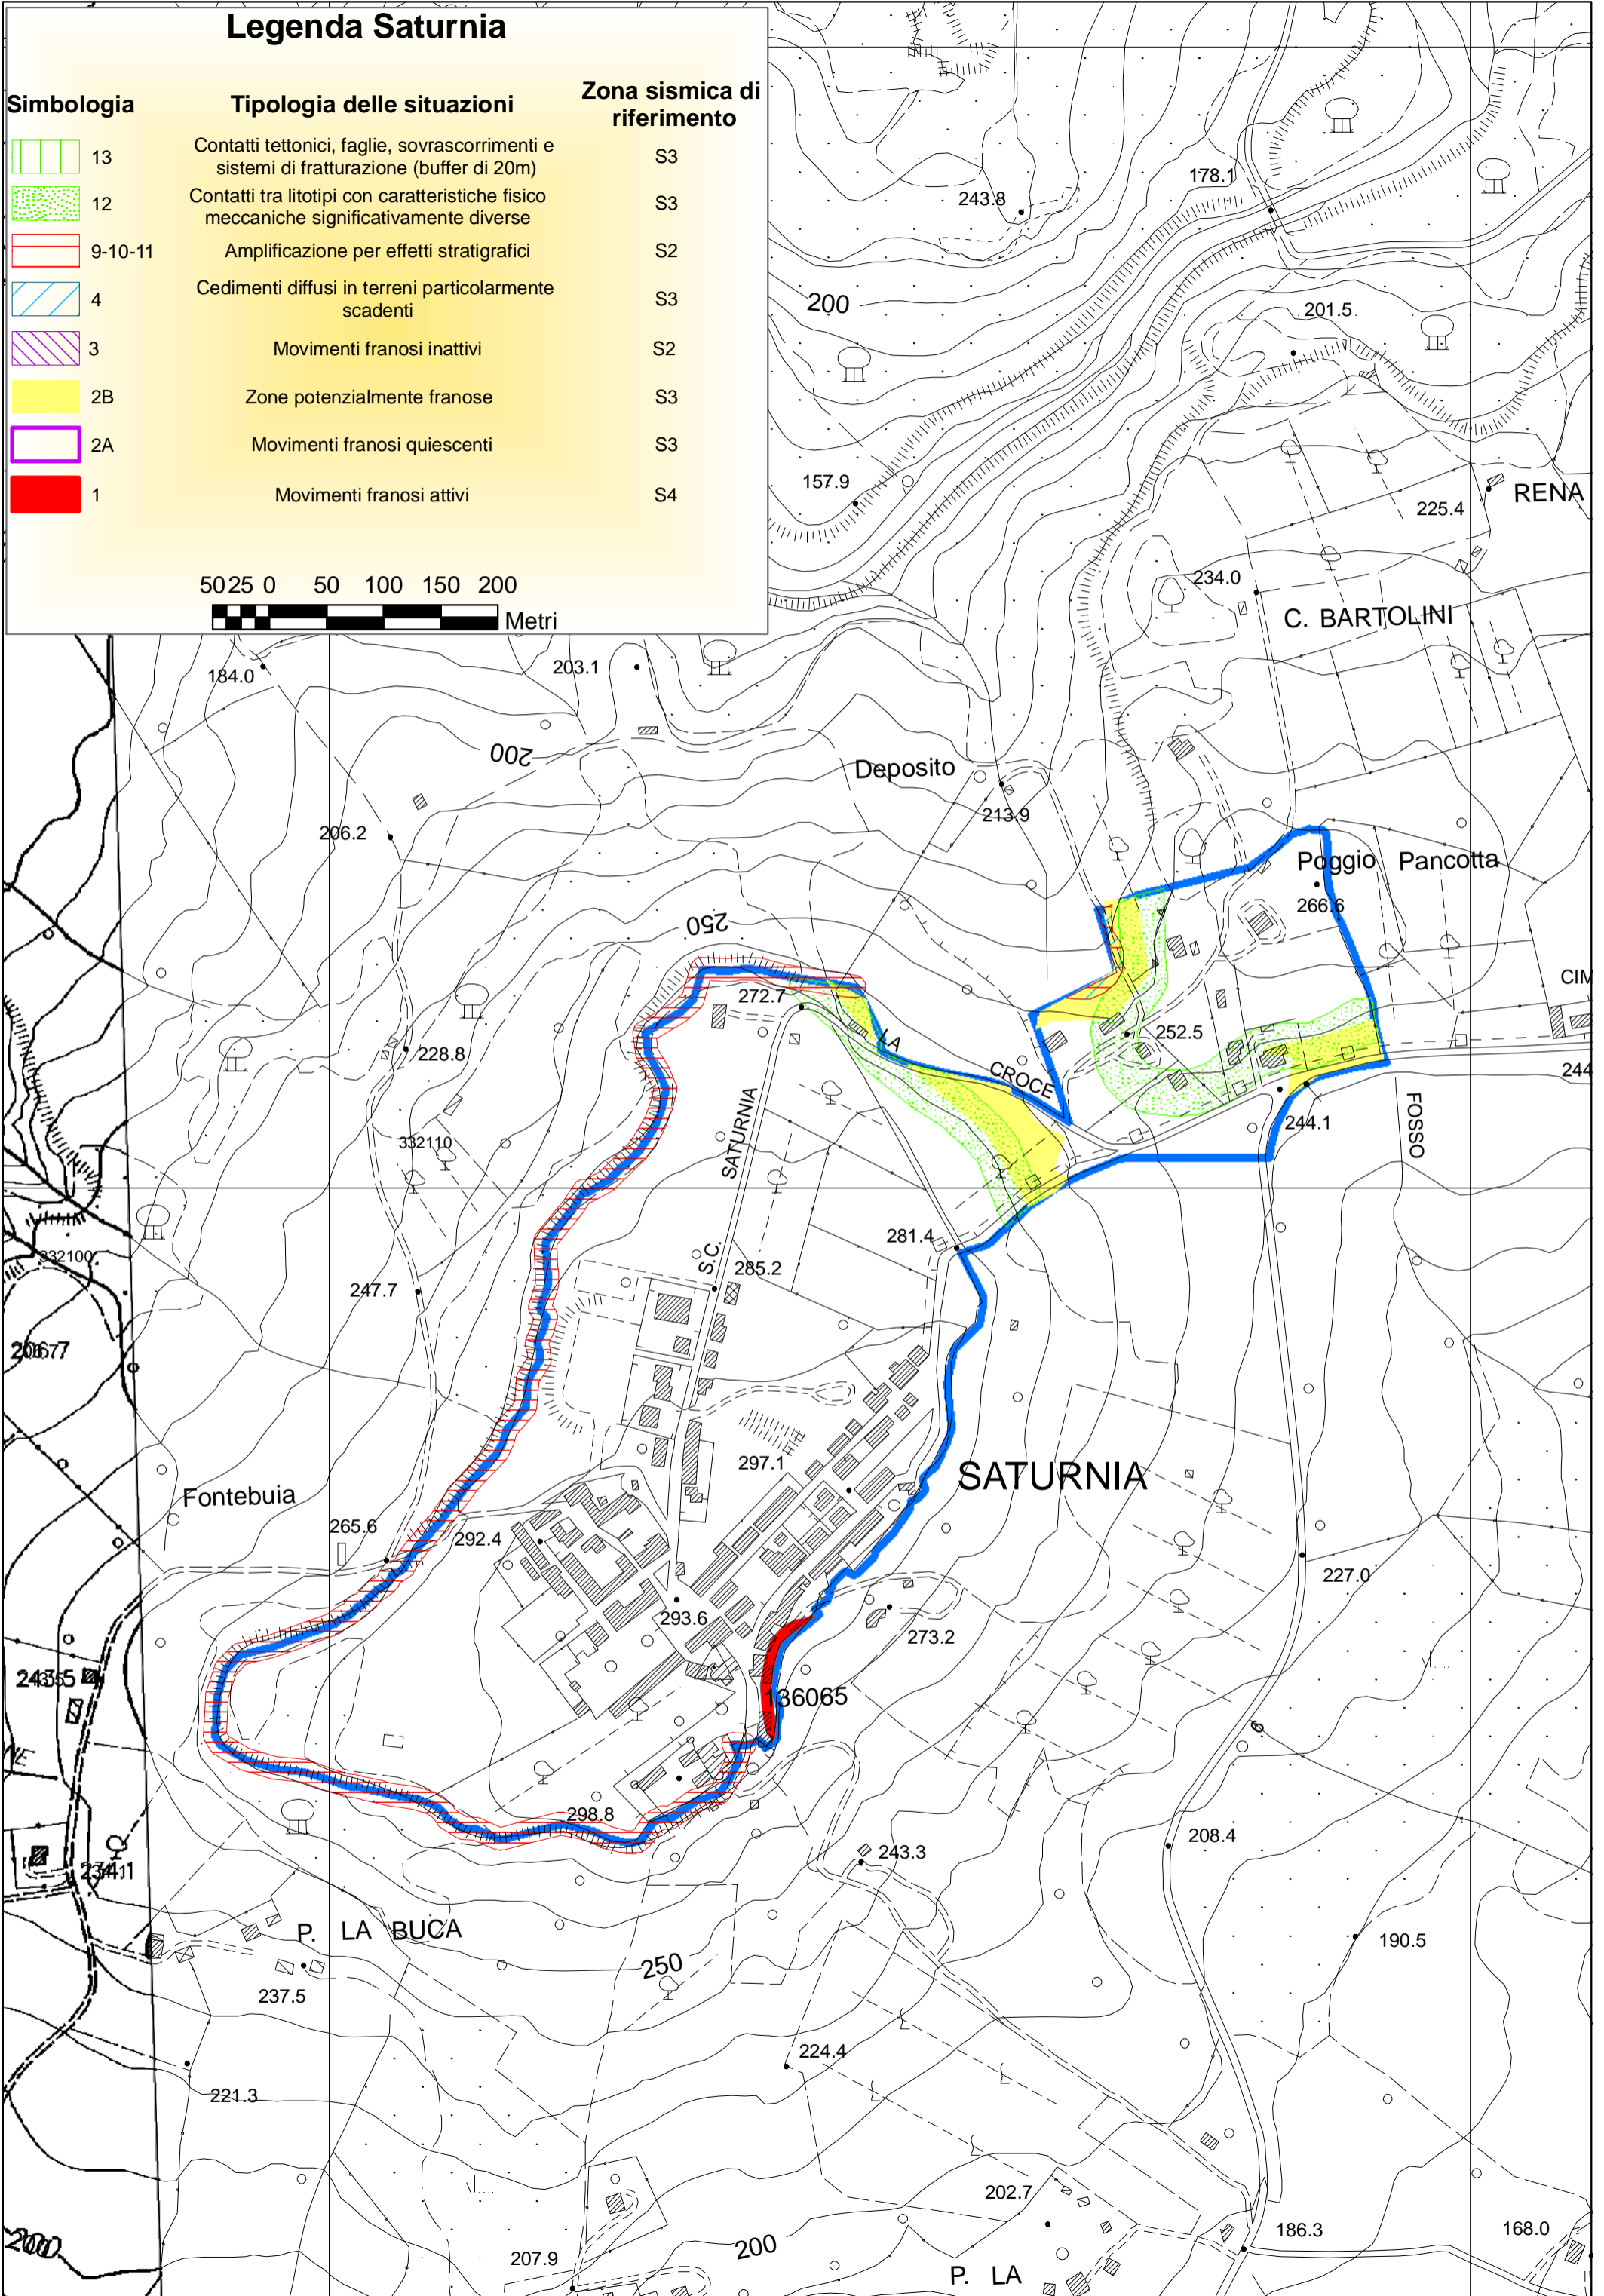 Legenda Saturnia
Simbologia
Tipologia delle situazioni
Zona sismica di
riferimento
13
Contatti tettonici, faglie, sovrascorrimenti e
sistemi di fratturazione (buffer di 20m)
S3
12
Contatti tra litotipi con caratteristiche fisico
meccaniche significativamente diverse
S3
9-10-11
Amplificazione per effetti stratigrafici
S2
4
Cedimenti diffusi in terreni particolarmente
scadenti
S3
3
Movimenti franosi inattivi
S2
2B
Zone potenzialmente franose
S3
2A
Movimenti franosi quiescenti
S3
1
Movimenti franosi attivi
S4
50 25 0 50 100 150 200
Metri
178.1
243.8
200
201.5
157.9
225.4
RENA
234.0
C. BARTOLINI
184.0
203.1
200
Deposito
213.9
206.2
Poggio Pancotta
266.6
250
CIM
272.7
LA
CROCE
252.5
228.8
244
244.1
FOSSO
332110
SATURNIA
S.C.
281.4
332100
285.2
247.7
206.7
297.1
SATURNIA
Fontebuia
265.6
292.4
227.0
293.6
273.2
247.5
136065
6
NE
298.8
208.4
243.3
234.1
P. LA BUCA
190.5
250
237.5
224.4
221.3
202.7
186.3
168.0
200
207.9
200
P. LA